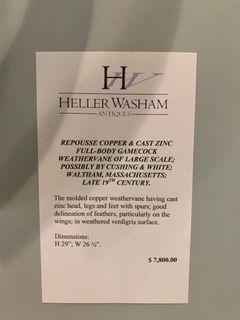 HW
HELLER WASHAM
ANTIQUES
REPOUSSE COPPER & CAST ZINC
FULL-BODY GAMECOCK
WEATHERVANE OF LARGE SCALE;
POSSIBLY BY CUSHING & WHITE;
WALTHAM, MASSACHUSETTS;
LATE 19TH CENTURY.
The molded copper weathervane having cast
zinc head, legs and feet with spurs; good
delineation of feathers, particularly on the
wings; in weathered verdigris surface.
Dimensions:
H 29"; W 26 ½".
$ 7,800.00